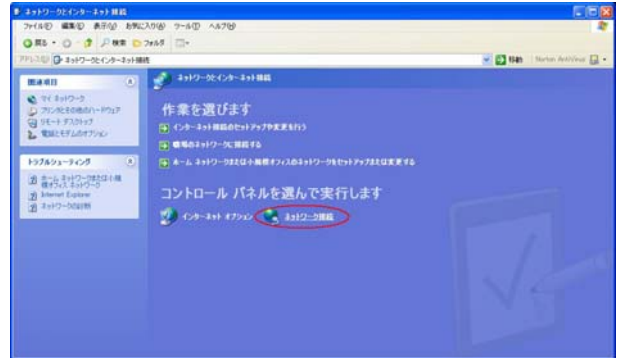 ネットワークとインターネット接続
ファイル(F) 編集(E) 表示(V) お気に入り(A) ツール(T) ヘルプ(H)
戻る 検索 フォルダ
アドレス(D) ネットワークとインターネット接続 移動 Norton AntiVirus
関連項目
マイ ネットワーク
プリンタとその他のハードウェア
リモート デスクトップ
電話とモデムのオプション
トラブルシューティング
ホーム ネットワークまたは小規模オフィス ネットワーク
Internet Explorer
ネットワークの診断
ネットワークとインターネット接続
作業を選びます
インターネット接続のセットアップや変更を行う
職場のネットワークに接続する
ホーム ネットワークまたは小規模オフィスのネットワークをセットアップまたは変更する
コントロール パネルを選んで実行します
インターネット オプション ネットワーク接続